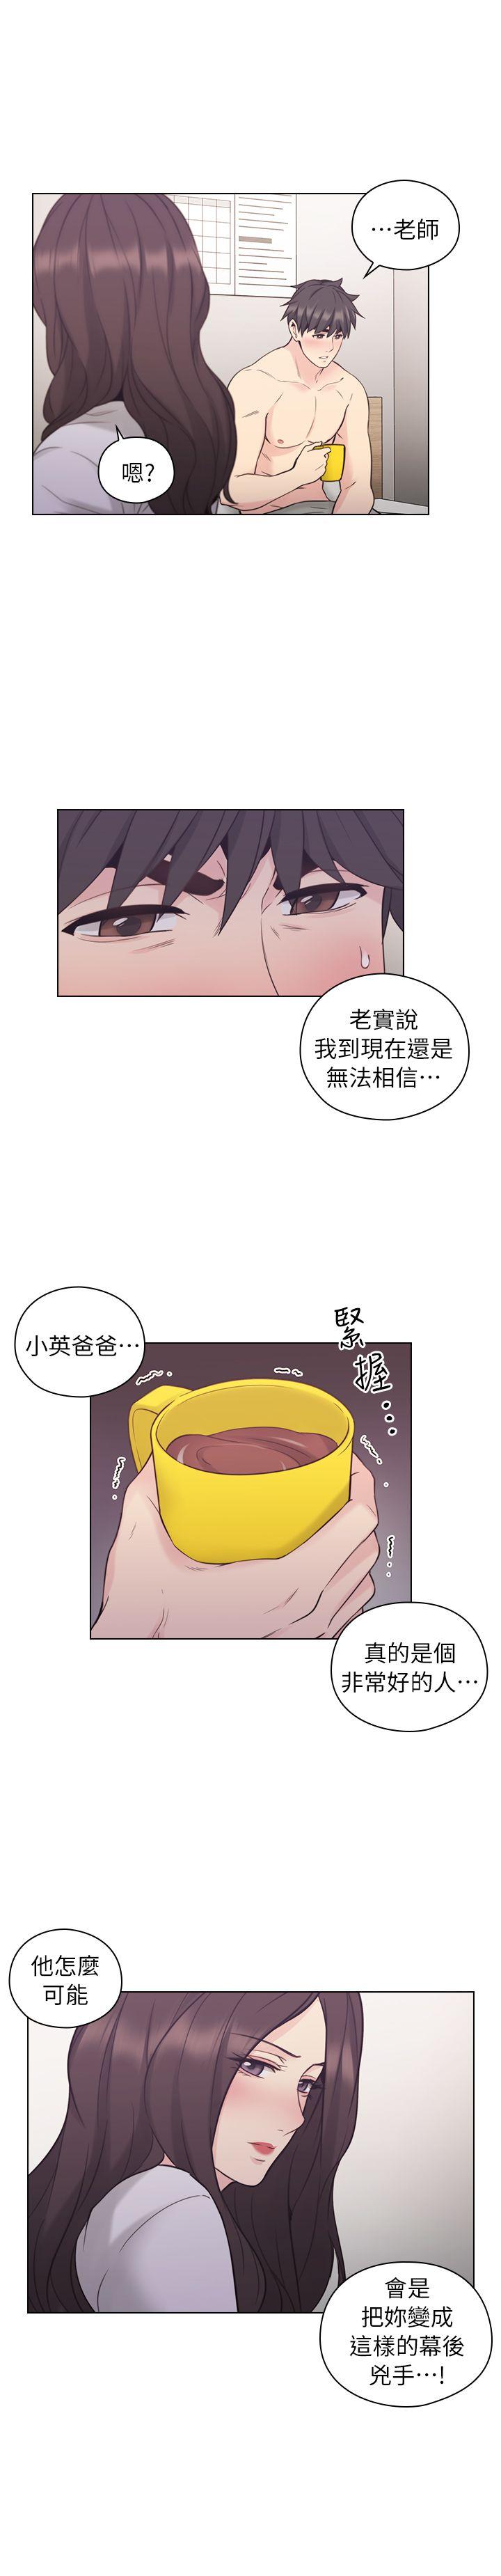 …老師
嗯?
老實說
我到現在還是
無法相信…
小英爸爸…
緊握…
真的是個
非常好的人…
他怎麼
可能
會是
把妳變成
這樣的幕後
兇手…!